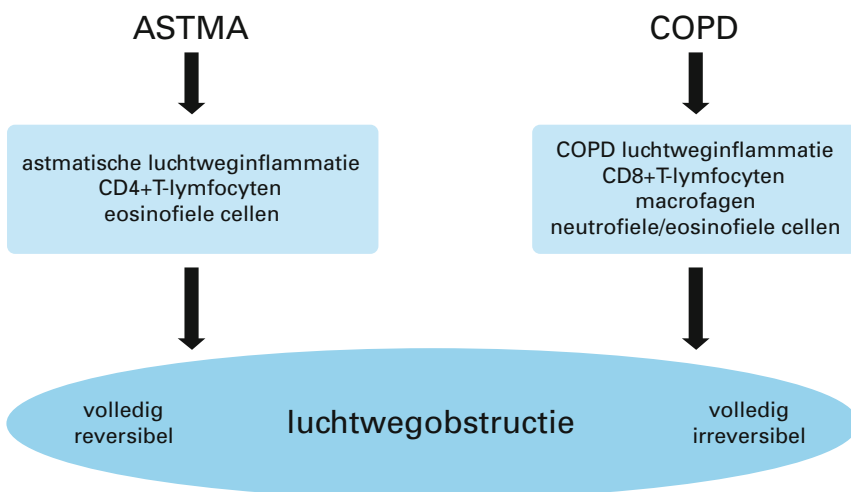 ASTMA
COPD
astmatische luchtweginflammatie
CD4+T-lymfocyten
eosinofiele cellen
COPD luchtweginflammatie
CD8+T-lymfocyten
macrofagen
neutrofiele/eosinofiele cellen
volledig
reversibel
luchtwegobstructie
volledig
irreversibel